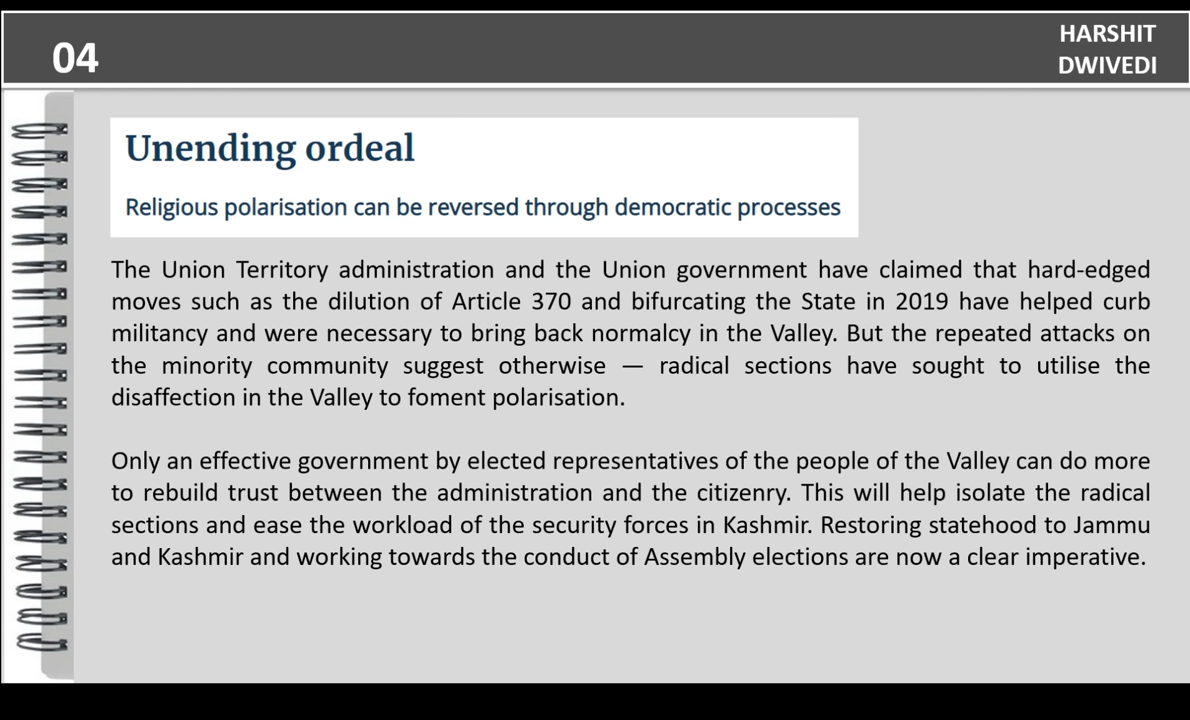 04
HARSHIT
DWIVEDI
Unending ordeal
Religious polarisation can be reversed through democratic processes
The Union Territory administration and the Union government have claimed that hard-edged
moves such as the dilution of Article 370 and bifurcating the State in 2019 have helped curb
militancy and were necessary to bring back normalcy in the Valley. But the repeated attacks on
the minority community suggest otherwise — radical sections have sought to utilise the
disaffection in the Valley to foment polarisation.
Only an effective government by elected representatives of the people of the Valley can do more
to rebuild trust between the administration and the citizenry. This will help isolate the radical
sections and ease the workload of the security forces in Kashmir. Restoring statehood to Jammu
and Kashmir and working towards the conduct of Assembly elections are now a clear imperative.